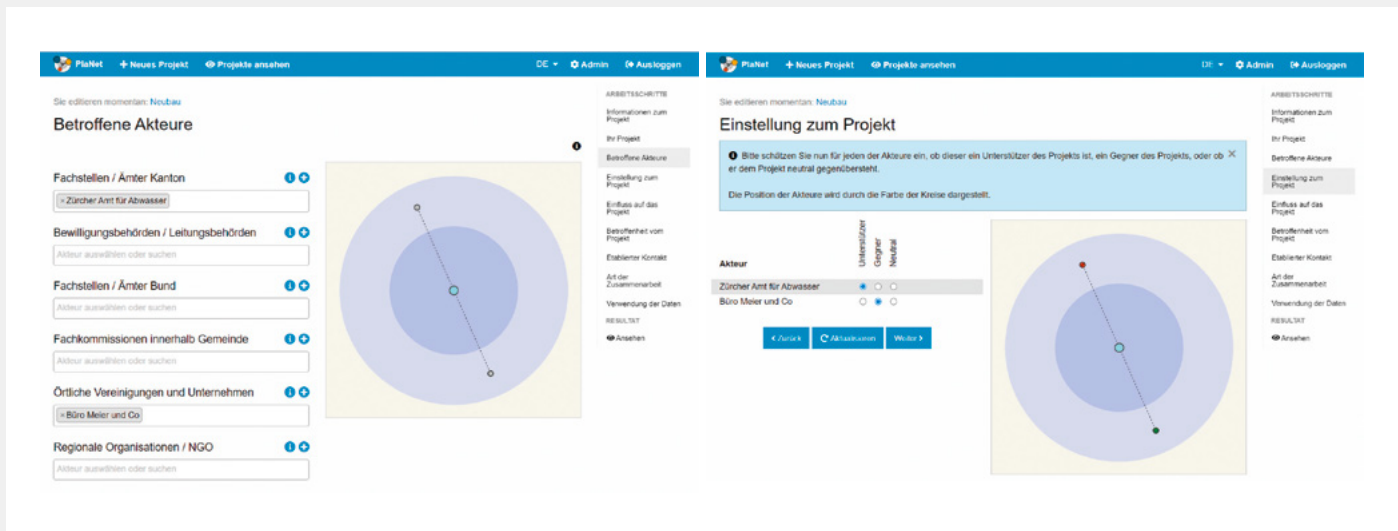 PlaNet + Neues Projekt Projekte ansehen DE Admin Ausloggen
Sie editieren momentan: Neubau
Betroffene Akteure
Fachstellen / Ämter Kanton
× Zürcher Amt für Abwasser
Bewilligungsbehörden / Leitungsbehörden
Akteur auswählen oder suchen
Fachstellen / Ämter Bund
Akteur auswählen oder suchen
Fachkommissionen innerhalb Gemeinde
Akteur auswählen oder suchen
Örtliche Vereinigungen und Unternehmen
× Büro Meier und Co
Regionale Organisationen / NGO
Akteur auswählen oder suchen
ARBEITSSCHRITTE
Informationen zum
Projekt
Ihr Projekt
Betroffene Akteure
Einstellung zum
Projekt
Einfluss auf das
Projekt
Betroffenheit vom
Projekt
Etablierter Kontakt
Art der
Zusammenarbeit
Verwendung der Daten
RESULTAT
Ansehen
PlaNet + Neues Projekt Projekte ansehen DE Admin Ausloggen
Sie editieren momentan: Neubau
Einstellung zum Projekt
Bitte schätzen Sie nun für jeden der Akteure ein, ob dieser ein Unterstützer des Projekts ist, ein Gegner des Projekts, oder ob ×
er dem Projekt neutral gegenübersteht.
Die Position der Akteure wird durch die Farbe der Kreise dargestellt.
Akteur
Unterstützer
Gegner
Neutral
Zürcher Amt für Abwasser
Büro Meier und Co
Zurück Aktualisieren Weiter
ARBEITSSCHRITTE
Informationen zum
Projekt
Ihr Projekt
Betroffene Akteure
Einstellung zum
Projekt
Einfluss auf das
Projekt
Betroffenheit vom
Projekt
Etablierter Kontakt
Art der
Zusammenarbeit
Verwendung der Daten
RESULTAT
Ansehen